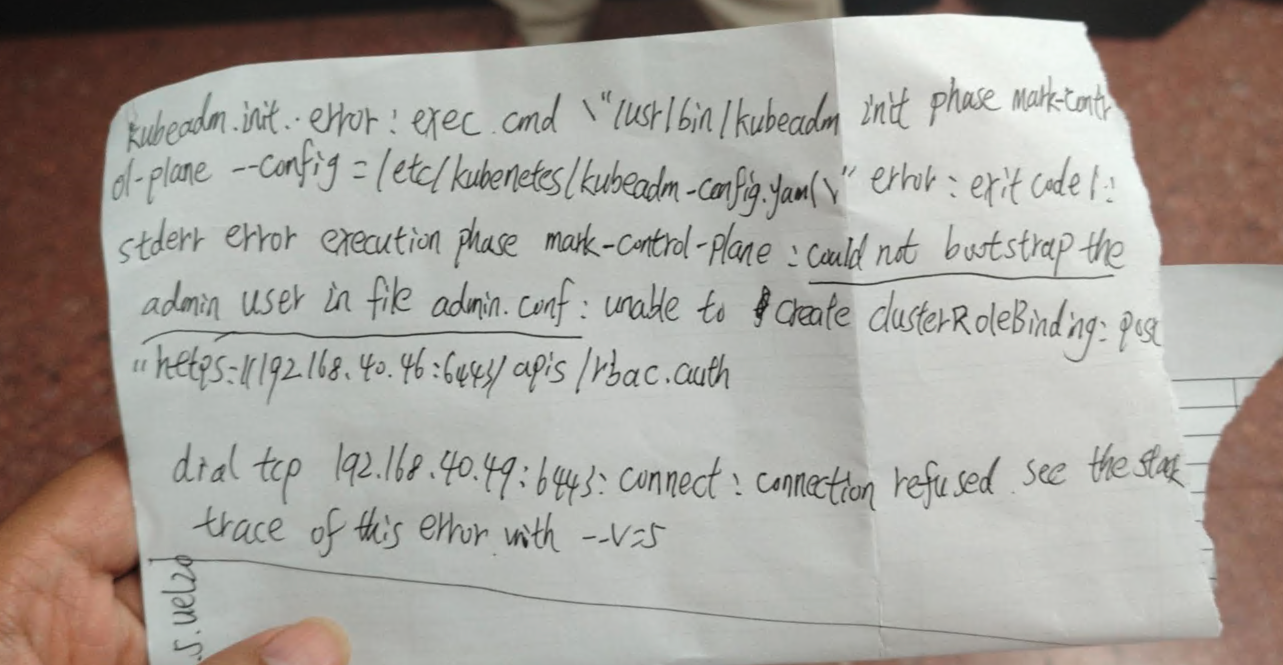 kubeadm.init.. error: exec cmd \"/usr/bin/kubeadm init phase mark-contr
ol-plane --config=/etc/kubenetes/kubeadm-config.yaml\" error: exit code 1:
stderr error execution phase mark-control-plane: could not bootstrap the
admin user in file admin.conf: unable to create clusterRoleBinding: post
"https://192.168.40.46:6443/apis/rbac.auth
dial tcp 192.168.40.49:6443: connect: connection refused. see the stack
trace of this error with --v=5